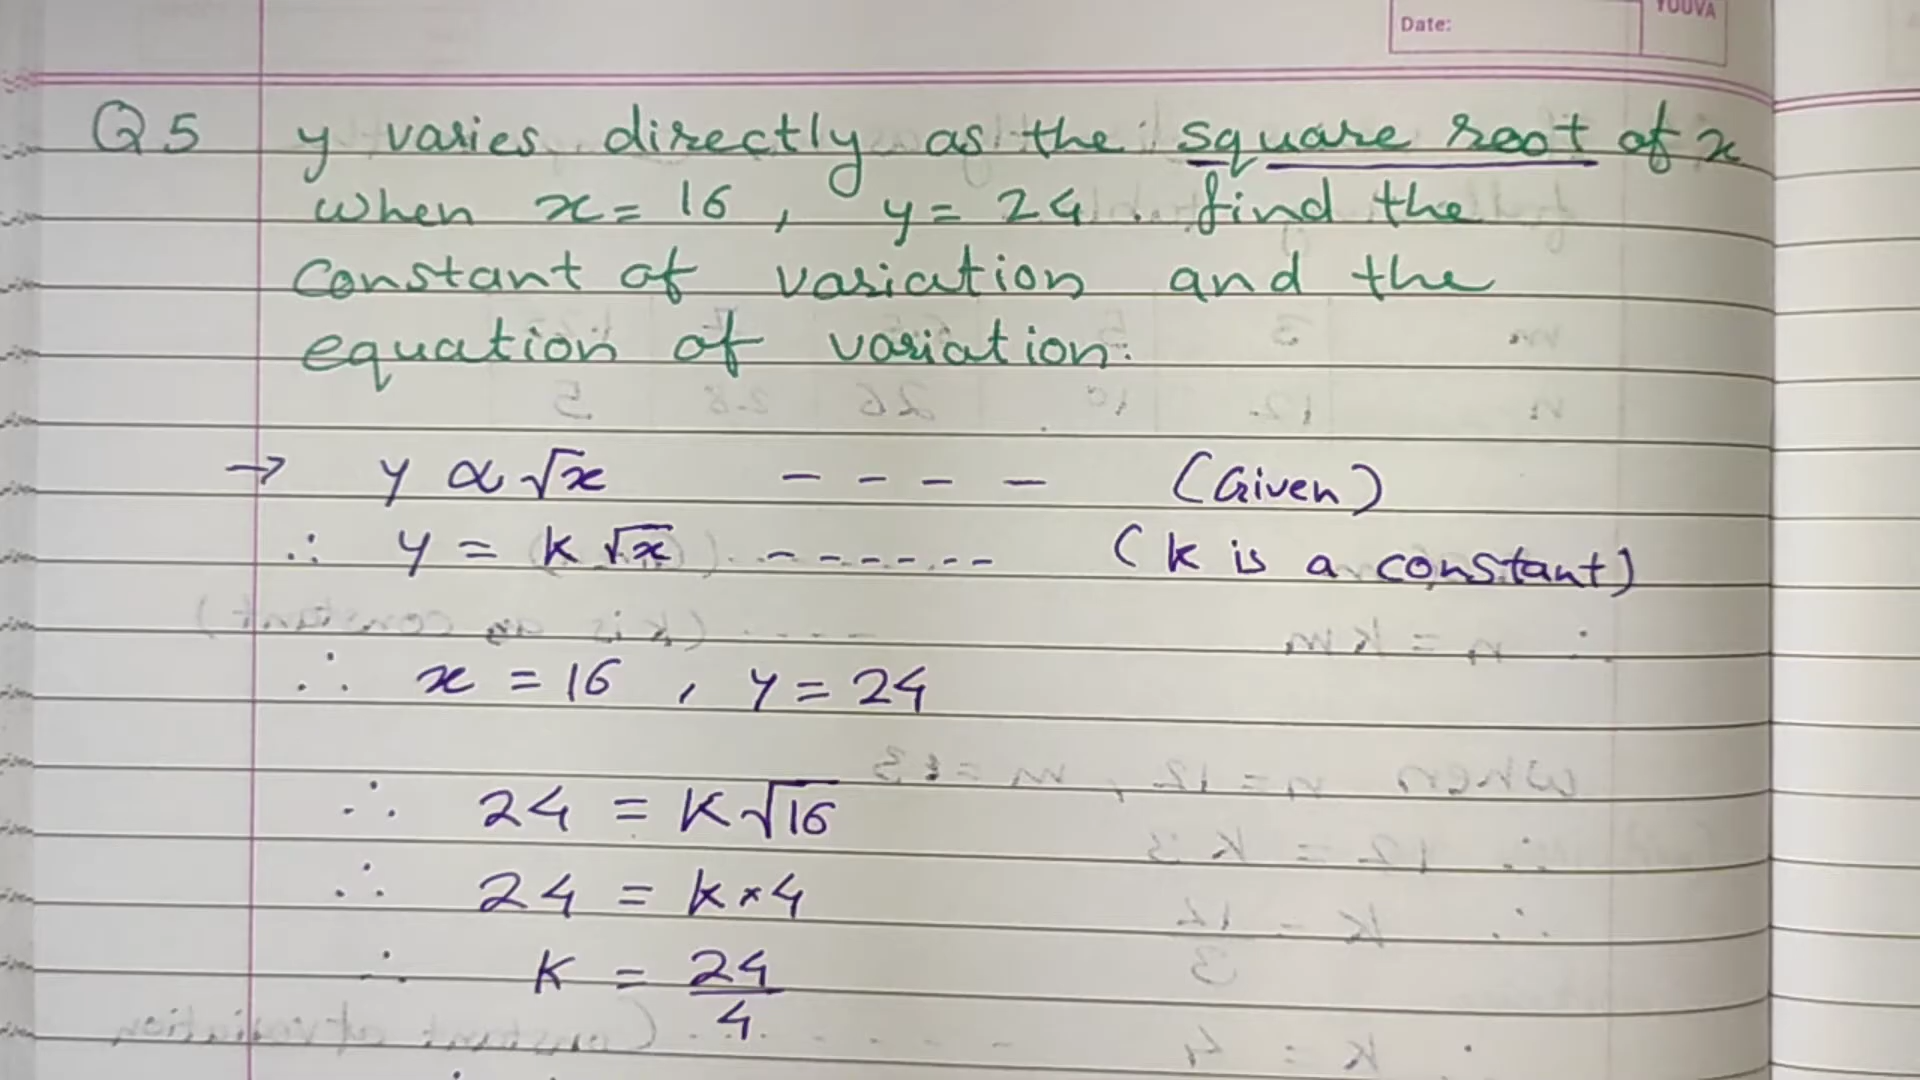 Date:
YOUVA
Q5 y varies directly as the square root of x
when x = 16 , y = 24 . find the
constant of variation and the
equation of variation.
→ y ∝ √x - - - - (Given)
∴ y = k √x - - - - - - (k is a constant)
∴ x = 16 , y = 24
∴ 24 = k√16
∴ 24 = k × 4
∴ k = 24/4